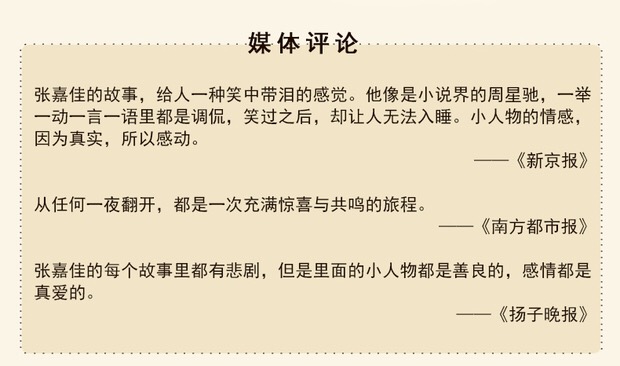 媒体评论
张嘉佳的故事，给人一种笑中带泪的感觉。他像是小说界的周星驰，一举
一动一言一语里都是调侃，笑过之后，却让人无法入睡。小人物的情感，
因为真实，所以感动。
——《新京报》
从任何一夜翻开，都是一次充满惊喜与共鸣的旅程。
——《南方都市报》
张嘉佳的每个故事里都有悲剧，但是里面的小人物都是善良的，感情都是
真爱的。
——《扬子晚报》